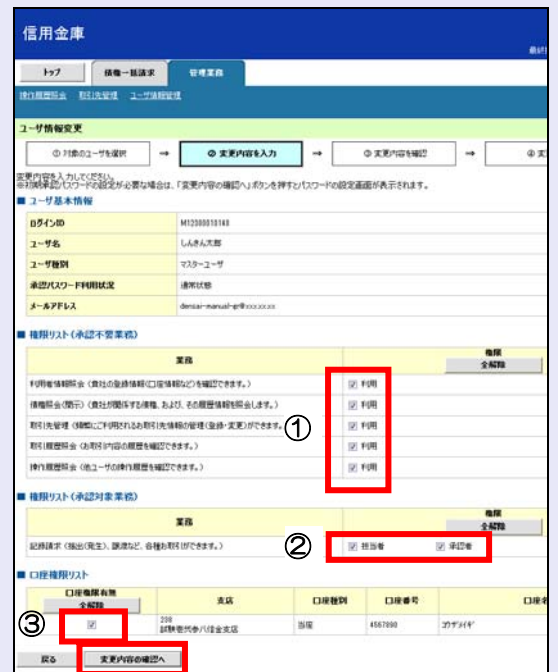 信用金庫
トップ 債権一括請求 管理業務
操作履歴照会 取引先管理 ユーザ情報管理
ユーザ情報変更
① 対象のユーザを選択 → ② 変更内容を入力 → ③ 変更内容を確認 → ④
変更内容を入力してください。
※初期承認パスワードの設定が必要な場合は、「変更内容の確認へ」ボタンを押すとパスワードの設定画面が表示されます。
■ ユーザ基本情報
ログインID
ユーザ名 しんきん太郎
ユーザ種別 マスターユーザ
承認パスワード利用状況 通常状態
メールアドレス
■ 権限リスト(承認不要業務)
業務 権限
全解除
利用者情報照会 (貴社の登録情報(口座情報など)を確認できます。) 利用
債権照会(開示) (貴社が関係する債権、および、その履歴情報を照会します。) 利用
取引先管理 (頻繁にご利用されるお取引先情報の管理(登録・変更)ができます。 ① 利用
取引履歴照会 (お取引内容の履歴を確認できます。) 利用
操作履歴照会 (他ユーザの操作履歴を確認できます。) 利用
■ 権限リスト(承認対象業務)
業務 権限
全解除
記録請求 (振出(発生)、譲渡など、各種お取引ができます。) ② 担当者 承認者
■ 口座権限リスト
口座権限有無 支店 口座種別 口座番号 口座名
全解除
③ 当座 4567890
戻る 変更内容の確認へ